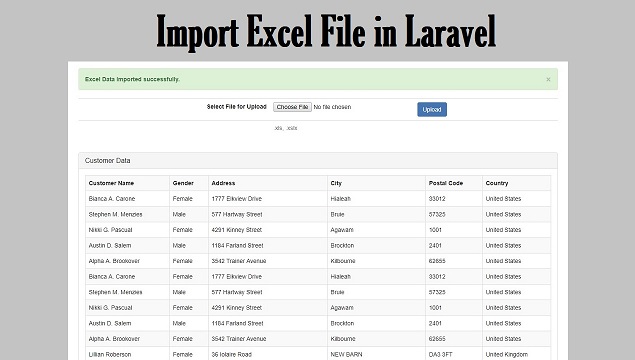 Import Excel File in Laravel
Excel Data Imported successfully. ×
Select File for Upload Choose File No file chosen Upload
.xls, .xslx
Customer Data
Customer Name Gender Address City Postal Code Country
Bianca A. Carone Female 1777 Elkview Drive Hialeah 33012 United States
Stephen M. Menzies Male 577 Hartway Street Bruie 57325 United States
Nikki G. Pascual Female 4291 Kinney Street Agawam 1001 United States
Austin D. Salem Male 1184 Farland Street Brockton 2401 United States
Alpha A. Brookover Female 3542 Trainer Avenue Kilbourne 62655 United States
Bianca A. Carone Female 1777 Elkview Drive Hialeah 33012 United States
Stephen M. Menzies Male 577 Hartway Street Bruie 57325 United States
Nikki G. Pascual Female 4291 Kinney Street Agawam 1001 United States
Austin D. Salem Male 1184 Farland Street Brockton 2401 United States
Alpha A. Brookover Female 3542 Trainer Avenue Kilbourne 62655 United States
Lillian Roberson Female 36 Iolaire Road NEW BARN DA3 3FT United Kingdom